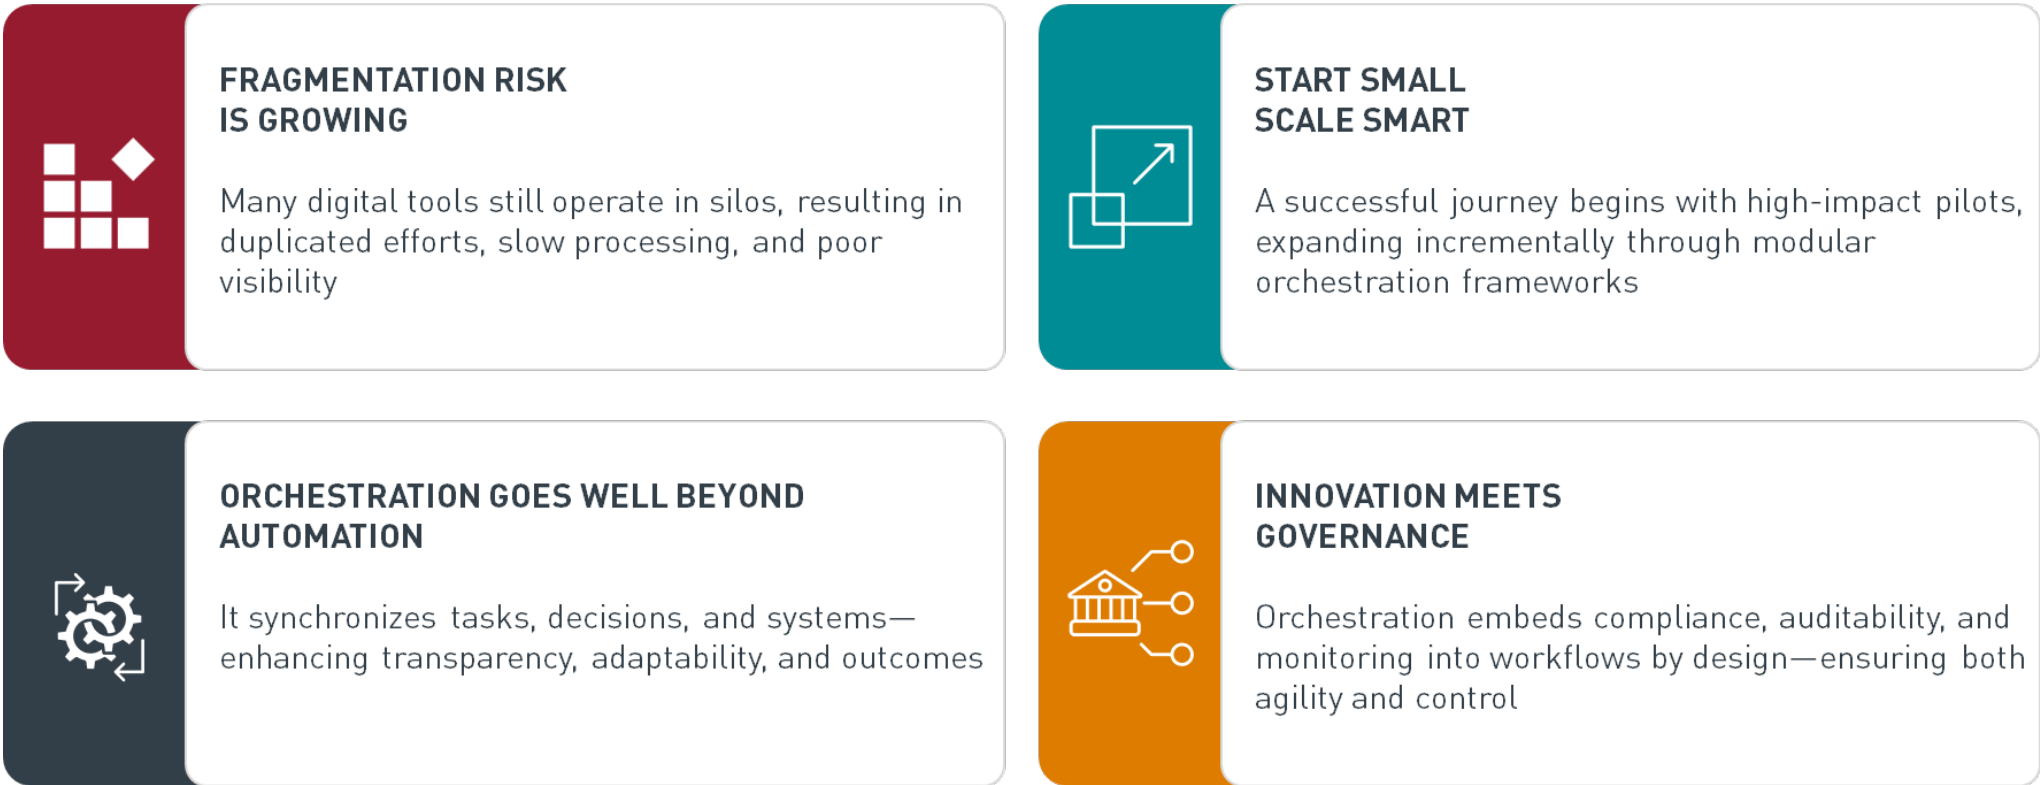 FRAGMENTATION RISK
IS GROWING
Many digital tools still operate in silos, resulting in
duplicated efforts, slow processing, and poor
visibility
START SMALL
SCALE SMART
A successful journey begins with high-impact pilots,
expanding incrementally through modular
orchestration frameworks
ORCHESTRATION GOES WELL BEYOND
AUTOMATION
It synchronizes tasks, decisions, and systems—
enhancing transparency, adaptability, and outcomes
INNOVATION MEETS
GOVERNANCE
Orchestration embeds compliance, auditability, and
monitoring into workflows by design—ensuring both
agility and control